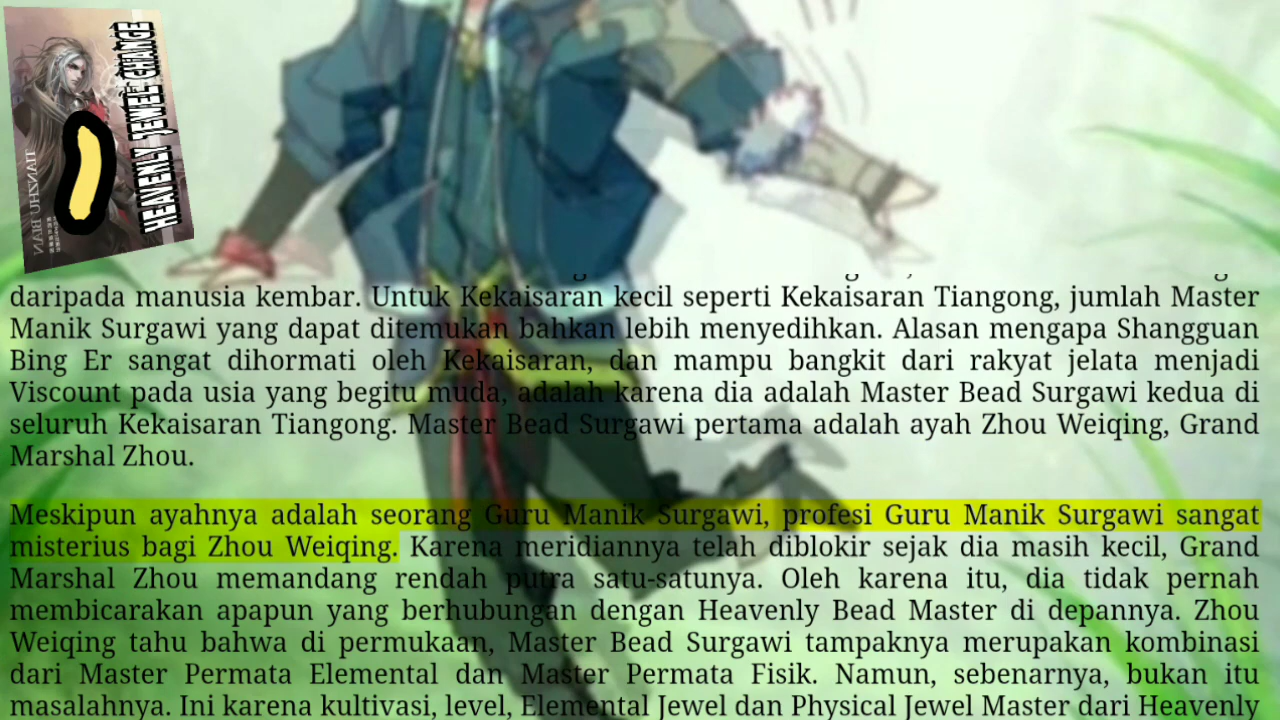 HEAVENLY JEWEL CHANGE
TIANZHU BIAN
daripada manusia kembar. Untuk Kekaisaran kecil seperti Kekaisaran Tiangong, jumlah Master
Manik Surgawi yang dapat ditemukan bahkan lebih menyedihkan. Alasan mengapa Shangguan
Bing Er sangat dihormati oleh Kekaisaran, dan mampu bangkit dari rakyat jelata menjadi
Viscount pada usia yang begitu muda, adalah karena dia adalah Master Bead Surgawi kedua di
seluruh Kekaisaran Tiangong. Master Bead Surgawi pertama adalah ayah Zhou Weiqing, Grand
Marshal Zhou.
Meskipun ayahnya adalah seorang Guru Manik Surgawi, profesi Guru Manik Surgawi sangat
misterius bagi Zhou Weiqing. Karena meridiannya telah diblokir sejak dia masih kecil, Grand
Marshal Zhou memandang rendah putra satu-satunya. Oleh karena itu, dia tidak pernah
membicarakan apapun yang berhubungan dengan Heavenly Bead Master di depannya. Zhou
Weiqing tahu bahwa di permukaan, Master Bead Surgawi tampaknya merupakan kombinasi
dari Master Permata Elemental dan Master Permata Fisik. Namun, sebenarnya, bukan itu
masalahnya. Ini karena kultivasi, level, Elemental Jewel dan Physical Jewel Master dari Heavenly